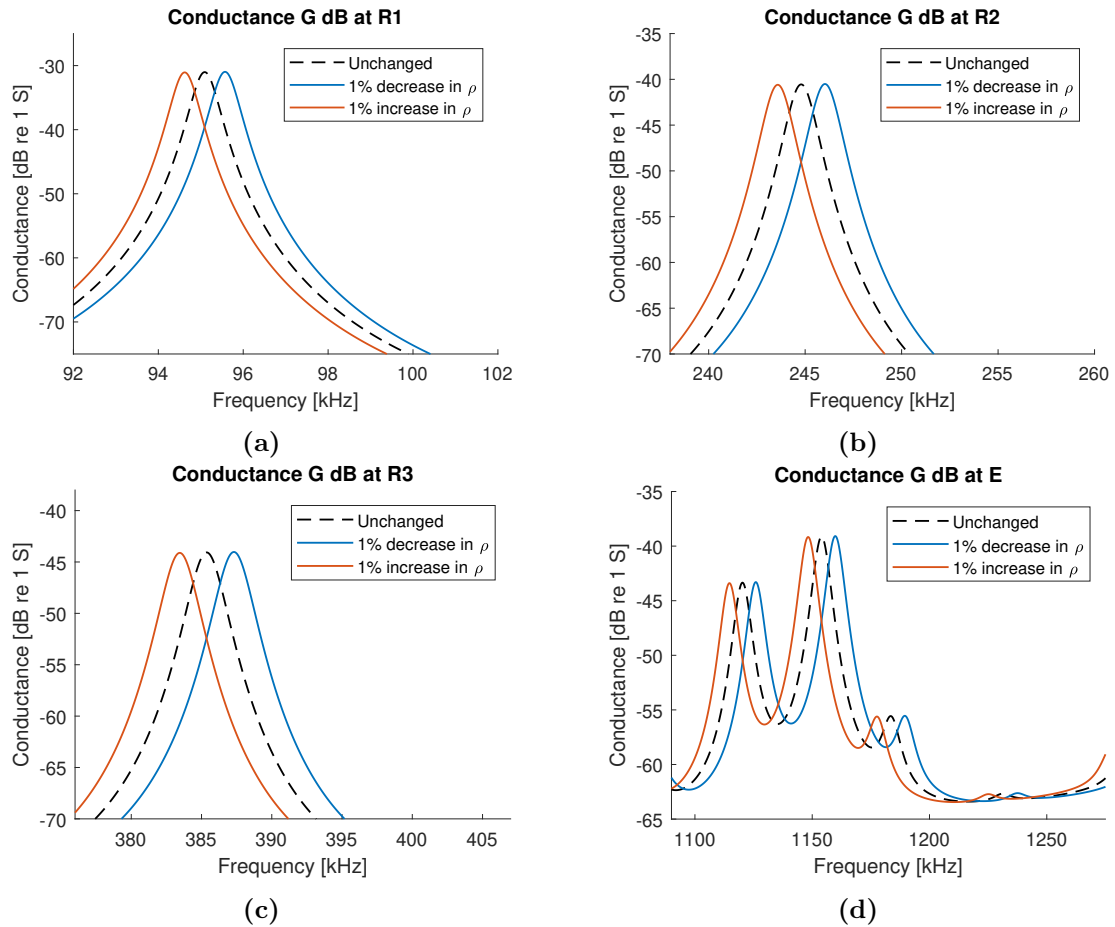 Conductance G dB at R1
Conductance [dB re 1 S]
-30
-40
-50
-60
-70
Unchanged
1% decrease in ρ
1% increase in ρ
92 94 96 98 100 102
Frequency [kHz]
(a)
Conductance G dB at R2
Conductance [dB re 1 S]
-35
-40
-45
-50
-55
-60
-65
-70
Unchanged
1% decrease in ρ
1% increase in ρ
240 245 250 255 260
Frequency [kHz]
(b)
Conductance G dB at R3
Conductance [dB re 1 S]
-40
-45
-50
-55
-60
-65
-70
Unchanged
1% decrease in ρ
1% increase in ρ
380 385 390 395 400 405
Frequency [kHz]
(c)
Conductance G dB at E
Conductance [dB re 1 S]
-35
-40
-45
-50
-55
-60
-65
Unchanged
1% decrease in ρ
1% increase in ρ
1100 1150 1200 1250
Frequency [kHz]
(d)